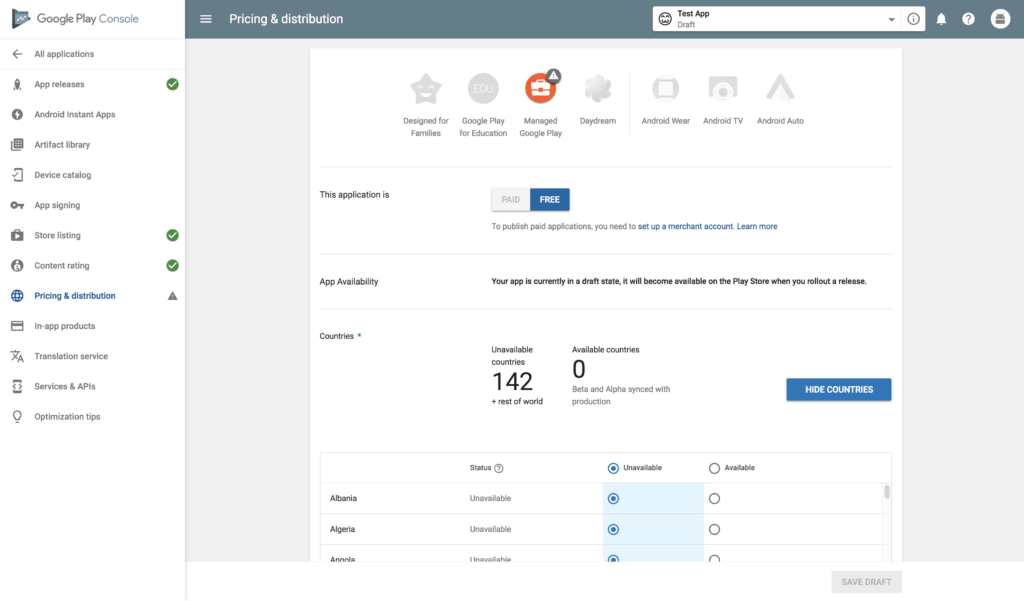 Google Play Console
Pricing & distribution
Test App
Draft
All applications
App releases
Android Instant Apps
Artifact library
Device catalog
App signing
Store listing
Content rating
Pricing & distribution
In-app products
Translation service
Services & APIs
Optimization tips
EDU
Designed for
Families
Google Play
for Education
Managed
Google Play
Daydream
Android Wear
Android TV
Android Auto
This application is
PAID
FREE
To publish paid applications, you need to set up a merchant account. Learn more
App Availability
Your app is currently in a draft state, it will become available on the Play Store when you rollout a release.
Countries *
Unavailable
countries
142
+ rest of world
Available countries
0
Beta and Alpha synced with
production
HIDE COUNTRIES
Status
Unavailable
Available
Albania
Unavailable
Algeria
Unavailable
Angola
Unavailable
SAVE DRAFT